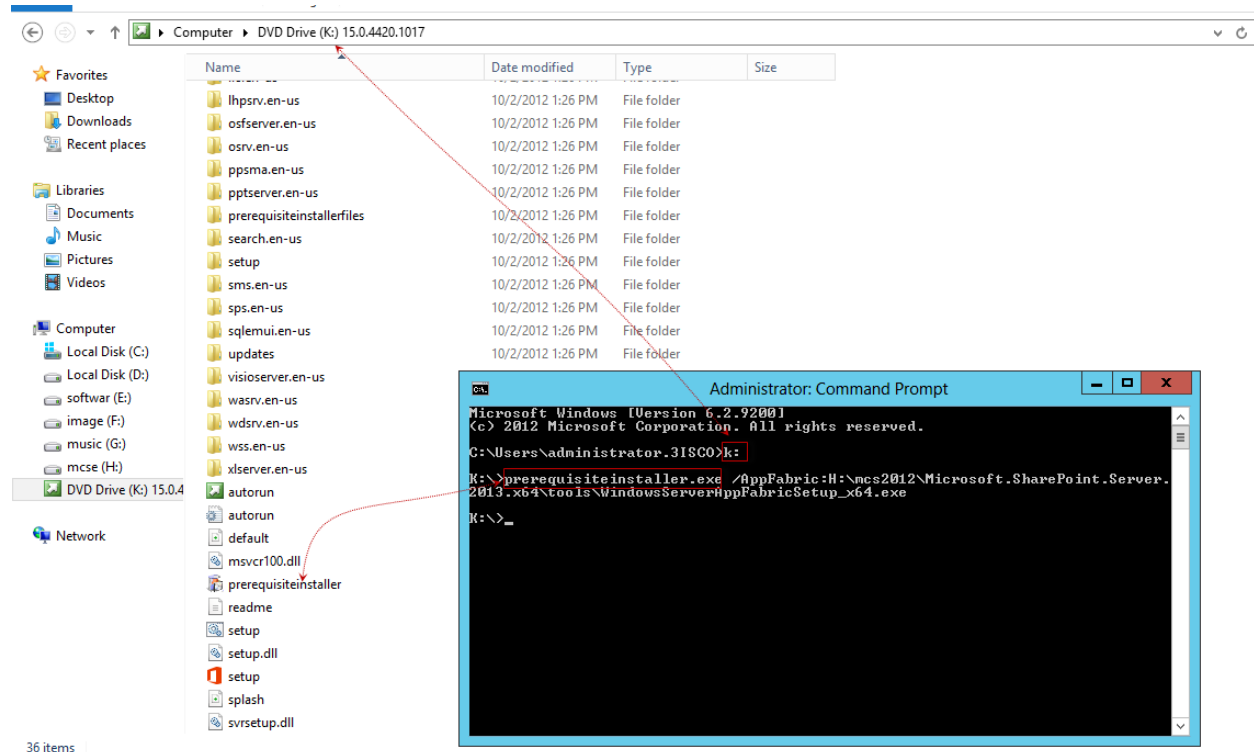 Computer ▸ DVD Drive (K:) 15.0.4420.1017
Favorites
Desktop
Downloads
Recent places
Libraries
Documents
Music
Pictures
Videos
Computer
Local Disk (C:)
Local Disk (D:)
softwar (E:)
image (F:)
music (G:)
mcse (H:)
DVD Drive (K:) 15.0.4
Network
Name Date modified Type Size
lhpsrv.en-us 10/2/2012 1:26 PM File folder
osfserver.en-us 10/2/2012 1:26 PM File folder
osrv.en-us 10/2/2012 1:26 PM File folder
ppsma.en-us 10/2/2012 1:26 PM File folder
pptserver.en-us 10/2/2012 1:26 PM File folder
prerequisiteinstallerfiles 10/2/2012 1:26 PM File folder
search.en-us 10/2/2012 1:26 PM File folder
setup 10/2/2012 1:26 PM File folder
sms.en-us 10/2/2012 1:26 PM File folder
sps.en-us 10/2/2012 1:26 PM File folder
sqlemui.en-us 10/2/2012 1:26 PM File folder
updates 10/2/2012 1:26 PM File folder
visioserver.en-us
wasrv.en-us
wdsrv.en-us
wss.en-us
xlserver.en-us
autorun
autorun
default
msvcr100.dll
prerequisiteinstaller
readme
setup
setup.dll
setup
splash
svrsetup.dll
36 items
Administrator: Command Prompt
Microsoft Windows [Version 6.2.9200]
(c) 2012 Microsoft Corporation. All rights reserved.
C:\Users\administrator.3ISCO>k:
K:\>prerequisiteinstaller.exe /AppFabric:H:\mcs2012\Microsoft.SharePoint.Server.
2013.x64\tools\WindowsServerAppFabricSetup_x64.exe
K:\>_